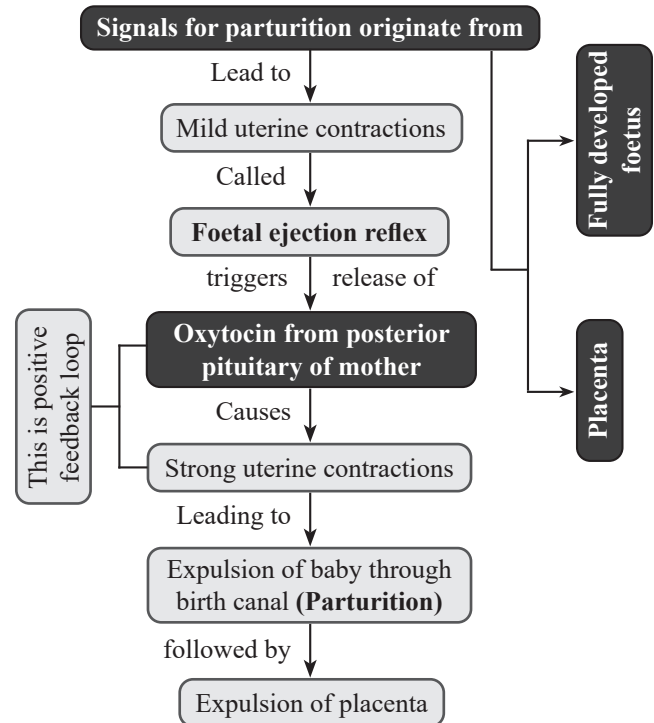 Signals for parturition originate from
Lead to
Mild uterine contractions
Called
Foetal ejection reflex
triggers release of
Oxytocin from posterior
pituitary of mother
Causes
Strong uterine contractions
Leading to
Expulsion of baby through
birth canal (Parturition)
followed by
Expulsion of placenta
This is positive
feedback loop
Fully developed
foetus
Placenta